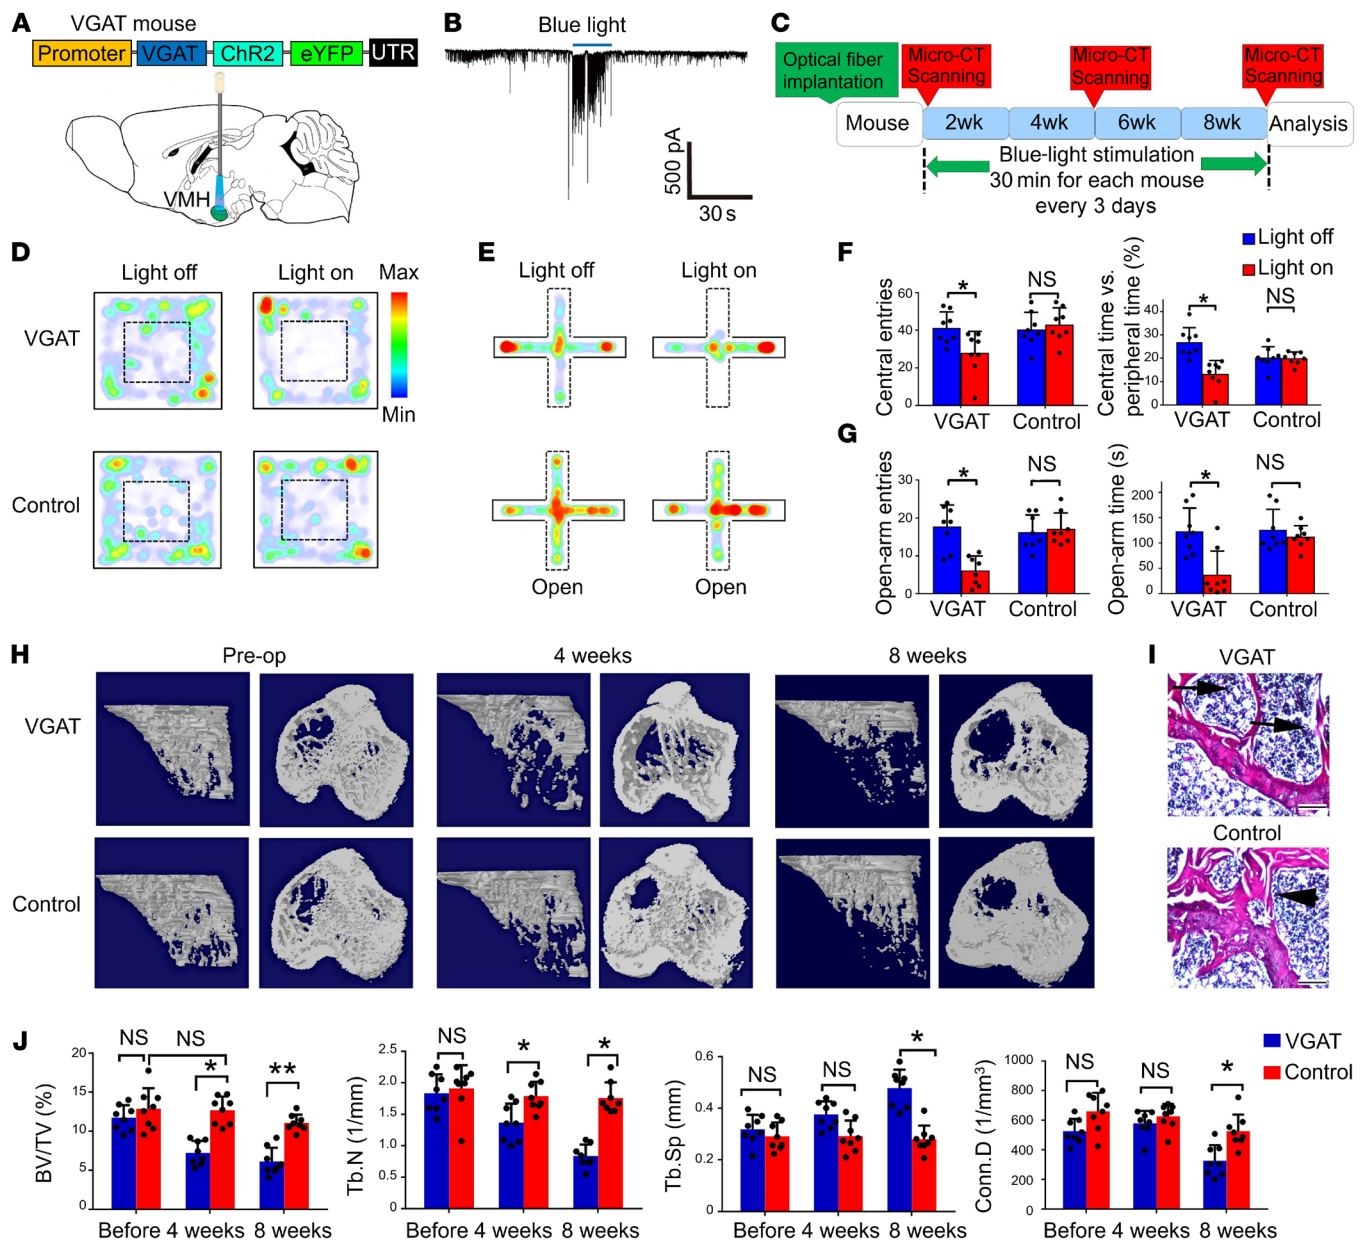 A
VGAT mouse
Promoter VGAT ChR2 eYFP UTR
VMH
B
Blue light
500 pA
30 s
C
Optical fiber
implantation
Micro-CT
Scanning
Micro-CT
Scanning
Micro-CT
Scanning
Mouse 2wk 4wk 6wk 8wk Analysis
Blue-light stimulation
30 min for each mouse
every 3 days
D
Light off Light on Max
VGAT
Min
Control
E
Light off Light on
Open Open
F
Light off
Light on
Central entries
60
40
20
0
* NS
VGAT Control
Central time vs.
peripheral time (%)
40
30
20
10
0
* NS
VGAT Control
G
Open-arm entries
30
20
10
0
* NS
VGAT Control
Open-arm time (s)
200
150
100
50
0
* NS
VGAT Control
H
Pre-op 4 weeks 8 weeks
VGAT
Control
I
VGAT
Control
J
BV/TV (%)
20
15
10
5
0
NS NS
* **
Before 4 weeks 8 weeks
Tb.N (1/mm)
2.5
2.0
1.5
1.0
0.5
0
NS * *
Before 4 weeks 8 weeks
Tb.Sp (mm)
0.6
0.4
0.2
0
NS NS *
Before 4 weeks 8 weeks
Conn.D (1/mm³)
1000
800
600
400
200
0
NS NS *
Before 4 weeks 8 weeks
VGAT
Control